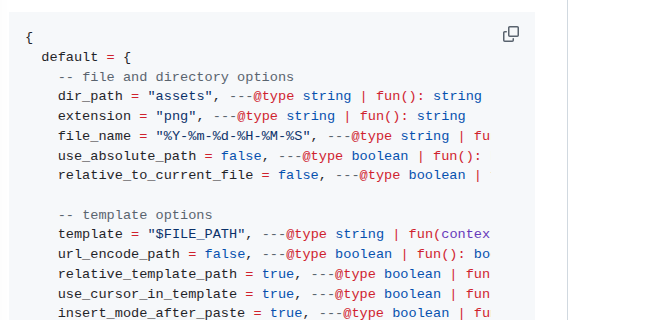 {
  default = {
    -- file and directory options
    dir_path = "assets", ---@type string | fun(): string
    extension = "png", ---@type string | fun(): string
    file_name = "%Y-%m-%d-%H-%M-%S", ---@type string | fu
    use_absolute_path = false, ---@type boolean | fun():
    relative_to_current_file = false, ---@type boolean |

    -- template options
    template = "$FILE_PATH", ---@type string | fun(contex
    url_encode_path = false, ---@type boolean | fun(): bo
    relative_template_path = true, ---@type boolean | fun
    use_cursor_in_template = true, ---@type boolean | fun
    insert_mode_after_paste = true, ---@type boolean | fu